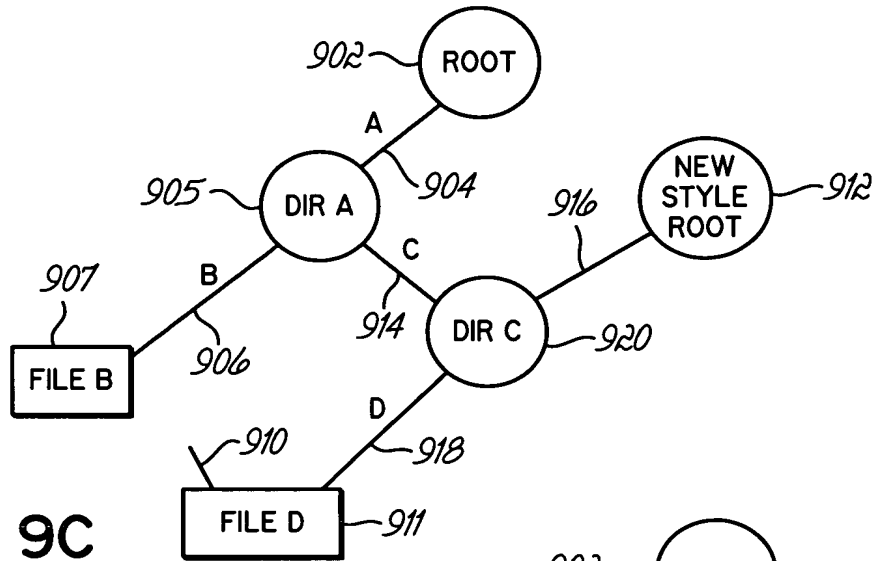 902
ROOT
A
904
905
DIR A
NEW
STYLE
ROOT
912
916
C
B
907
914
906
DIR C
920
FILE B
D
910
918
FILE D
911
9C